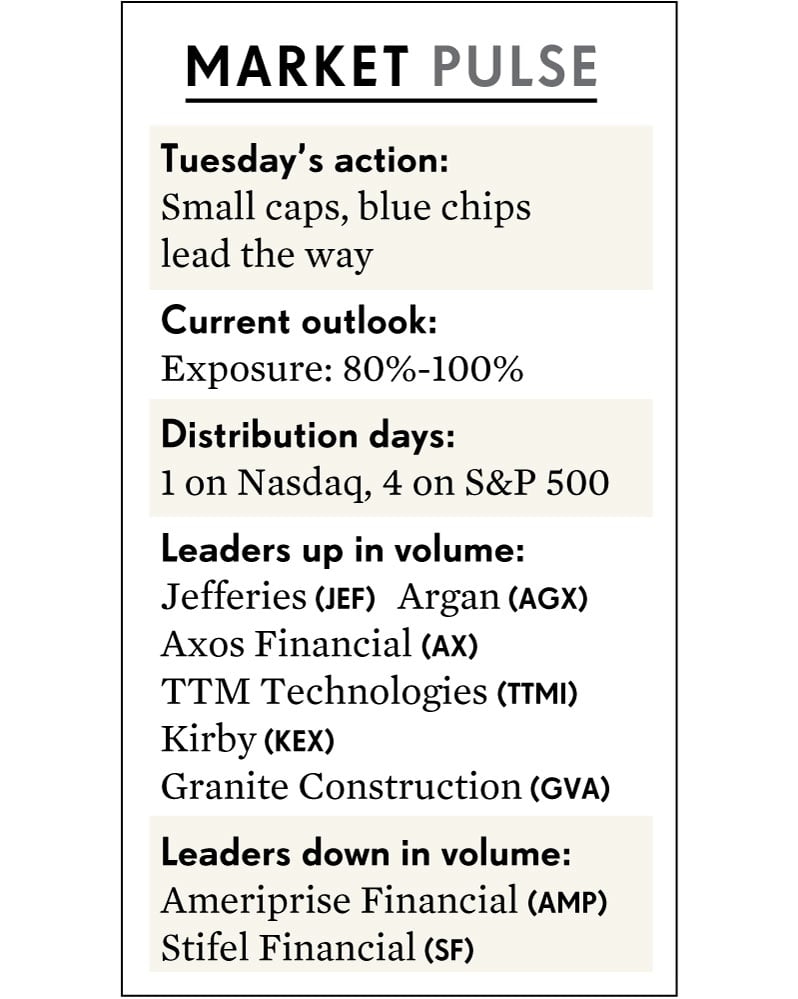 MARKET PULSE
Tuesday’s action:
Small caps, blue chips
lead the way
Current outlook:
Exposure: 80%-100%
Distribution days:
1 on Nasdaq, 4 on S&P 500
Leaders up in volume:
Jefferies (JEF) Argan (AGX)
Axos Financial (AX)
TTM Technologies (TTMI)
Kirby (KEX)
Granite Construction (GVA)
Leaders down in volume:
Ameriprise Financial (AMP)
Stifel Financial (SF)